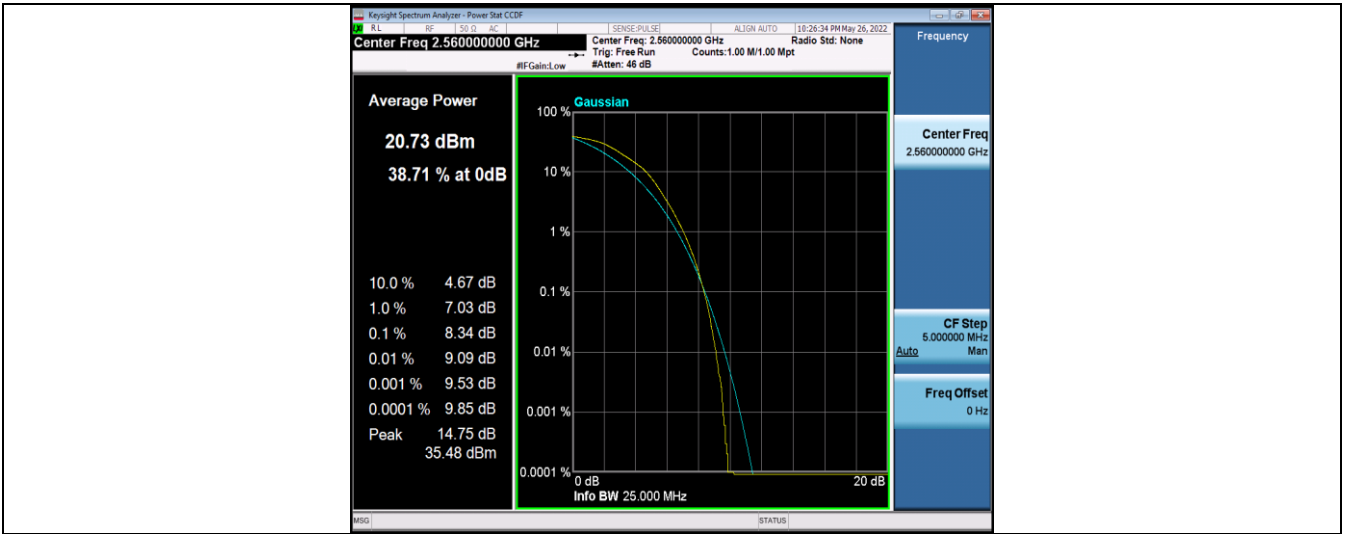 Keysight Spectrum Analyzer - Power Stat CCDF
RL RF 50 Ω AC SENSE:PULSE ALIGN AUTO 10:26:34 PM May 26, 2022
Center Freq 2.560000000 GHz
Center Freq: 2.560000000 GHz Radio Std: None
Trig: Free Run Counts:1.00 M/1.00 Mpt
#IFGain:Low #Atten: 46 dB
Frequency
Average Power
20.73 dBm
38.71 % at 0dB
10.0 % 4.67 dB
1.0 % 7.03 dB
0.1 % 8.34 dB
0.01 % 9.09 dB
0.001 % 9.53 dB
0.0001 % 9.85 dB
Peak 14.75 dB
35.48 dBm
Gaussian
100 %
10 %
1 %
0.1 %
0.01 %
0.001 %
0.0001 %
0 dB 20 dB
Info BW 25.000 MHz
Center Freq
2.560000000 GHz
CF Step
5.000000 MHz
Auto Man
Freq Offset
0 Hz
MSG STATUS